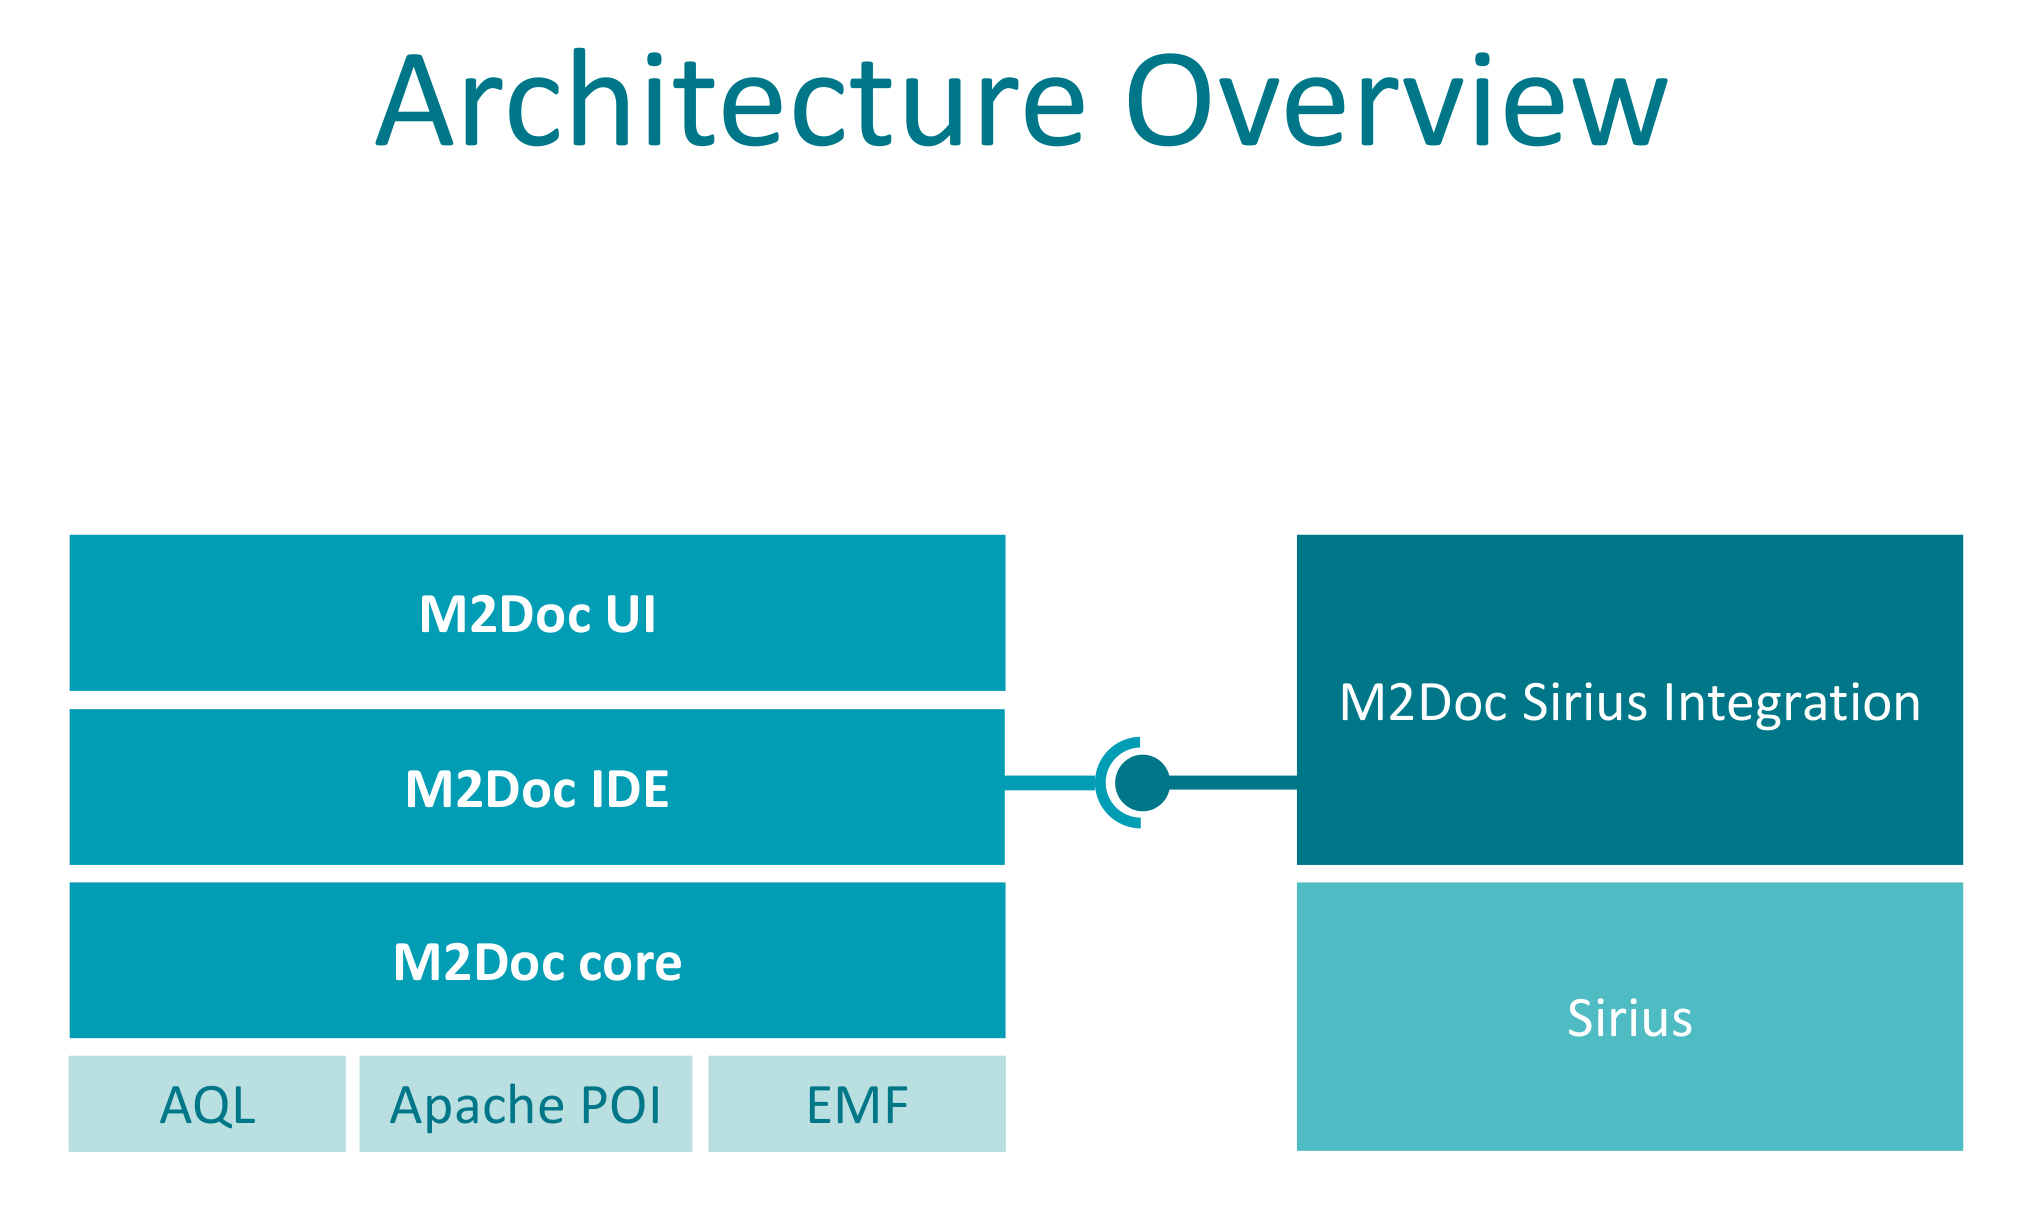 Architecture Overview
M2Doc UI
M2Doc IDE
M2Doc core
AQL
Apache POI
EMF
M2Doc Sirius Integration
Sirius